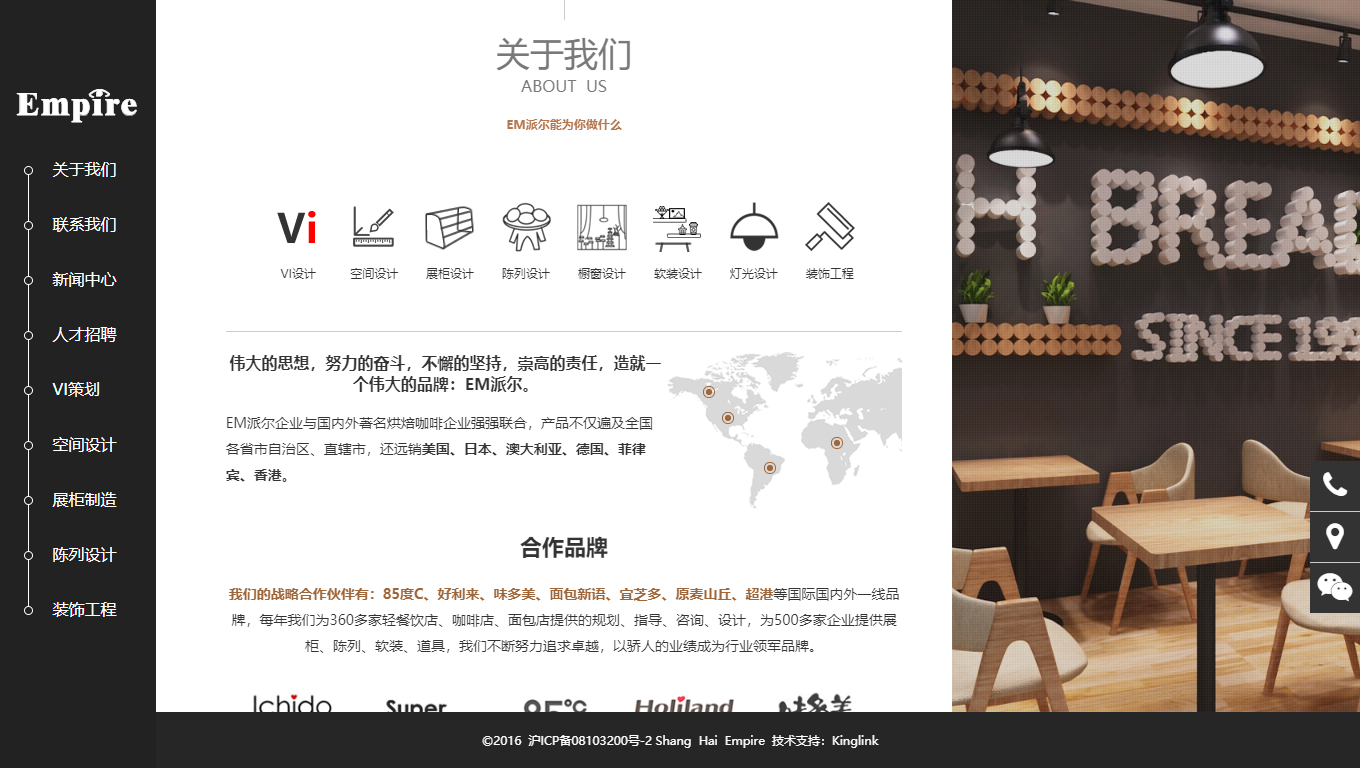 Empire
关于我们
联系我们
新闻中心
人才招聘
VI策划
空间设计
展柜制造
陈列设计
装饰工程
关于我们
ABOUT US
EM派尔能为你做什么
Vi
VI设计
空间设计
展柜设计
陈列设计
橱窗设计
软装设计
灯光设计
装饰工程
伟大的思想，努力的奋斗，不懈的坚持，崇高的责任，造就一
个伟大的品牌：EM派尔。
EM派尔企业与国内外著名烘焙咖啡企业强强联合，产品不仅遍及全国
各省市自治区、直辖市，还远销美国、日本、澳大利亚、德国、菲律
宾、香港。
合作品牌
我们的战略合作伙伴有：85度C、好利来、味多美、面包新语、宜芝多、原麦山丘、超港等国际国内外一线品
牌，每年我们为360多家轻餐饮店、咖啡店、面包店提供的规划、指导、咨询、设计，为500多家企业提供展
柜、陈列、软装、道具，我们不断努力追求卓越，以骄人的业绩成为行业领军品牌。
Ichido
Super
85°C
Holiland
味多美
H BREA
SINCE 199
©2016 沪ICP备08103200号-2 Shang Hai Empire 技术支持：Kinglink